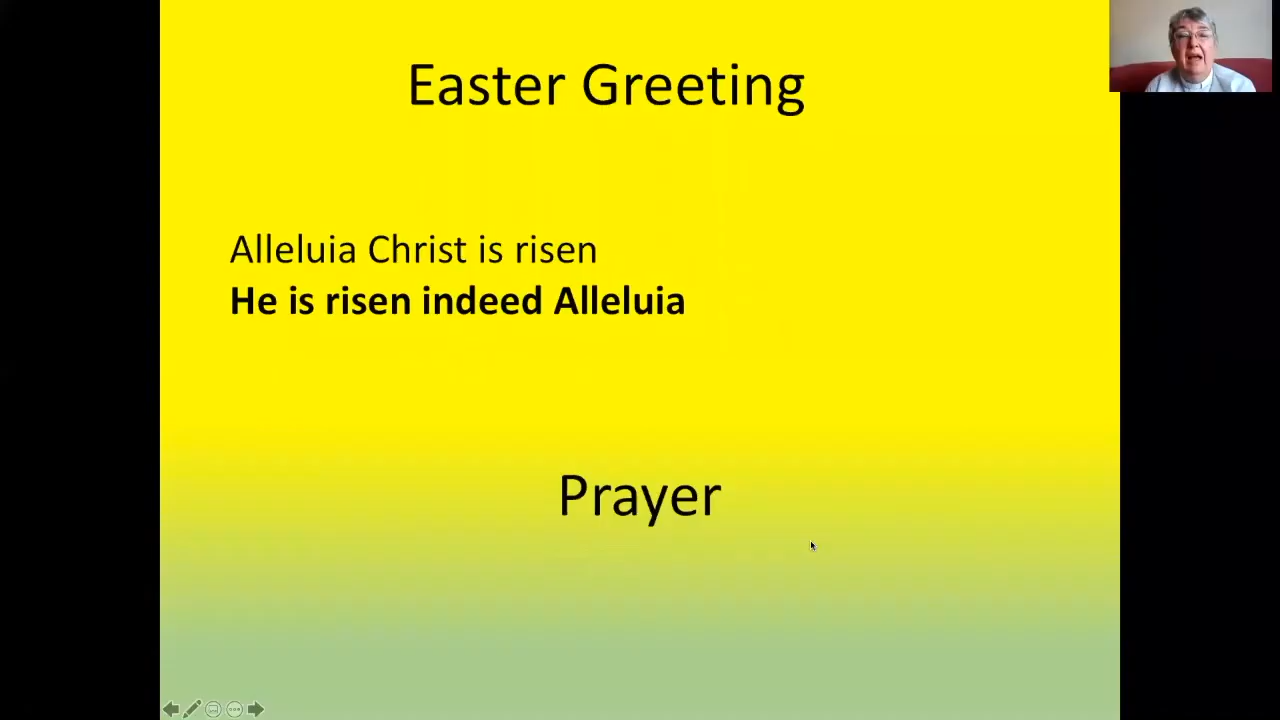 Easter Greeting
Alleluia Christ is risen
He is risen indeed Alleluia
Prayer